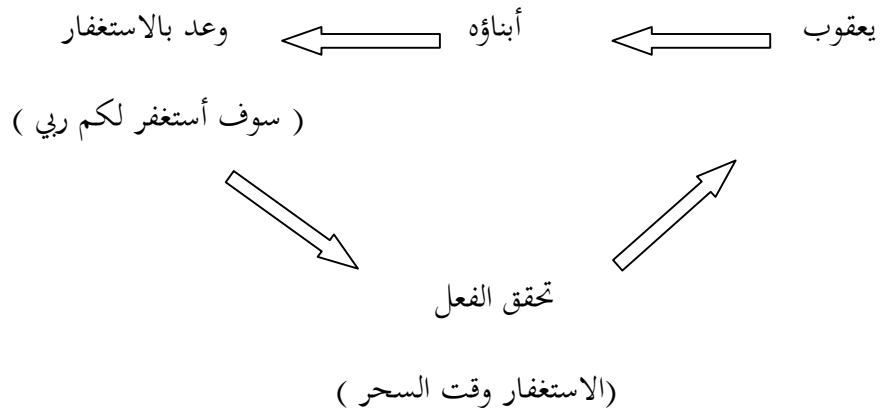 يعقوب أبناؤه وعد بالاستغفار
( سوف أستغفر لكم ربي )
تحقق الفعل
(الاستغفار وقت السحر )